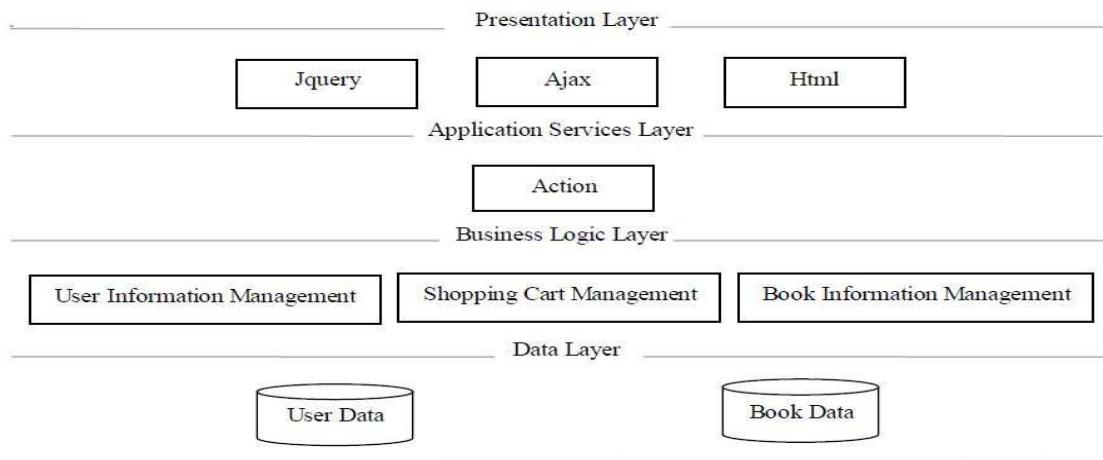 Presentation Layer
Jquery Ajax Html
Application Services Layer
Action
Business Logic Layer
User Information Management Shopping Cart Management Book Information Management
Data Layer
User Data Book Data